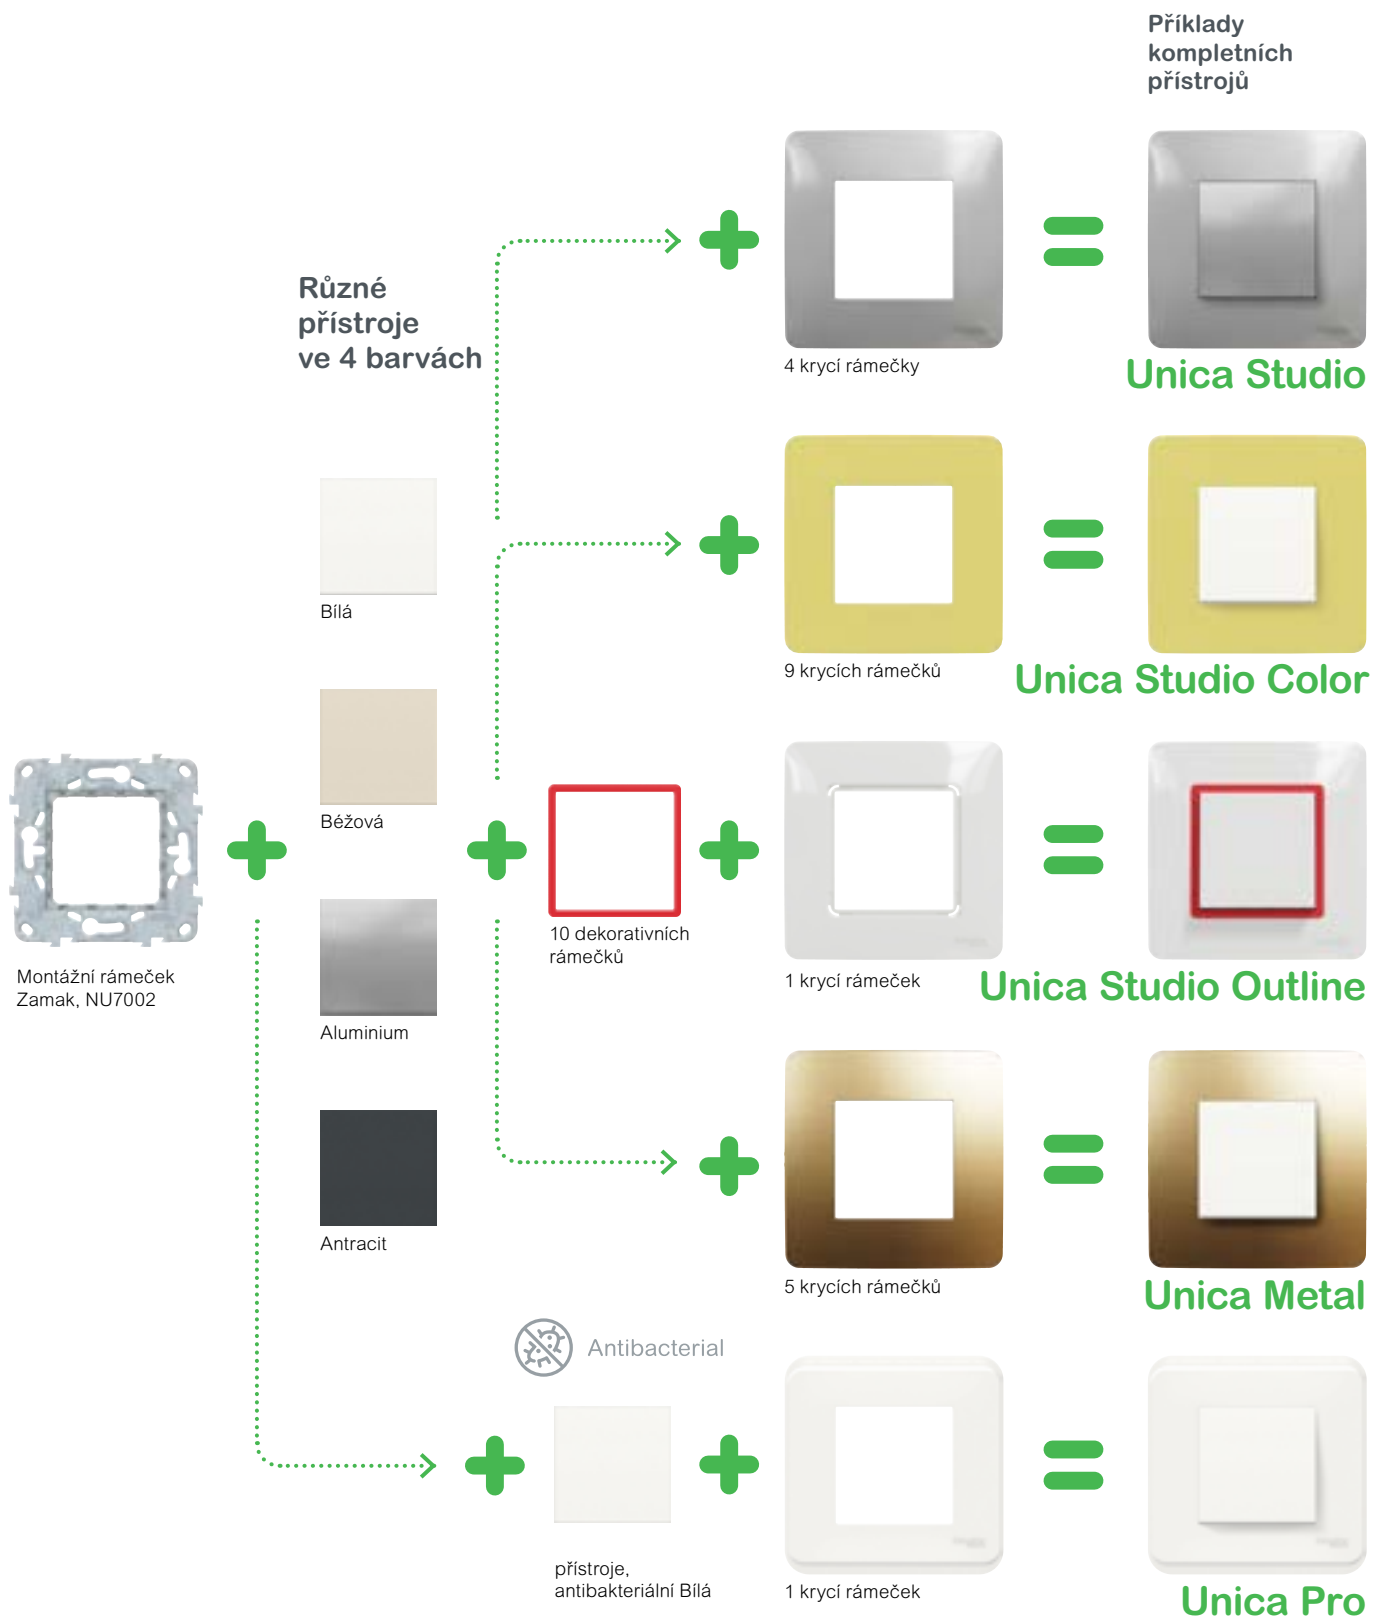 Příklady
kompletních
přístrojů
Různé
přístroje
ve 4 barvách
4 krycí rámečky
Unica Studio
Bílá
9 krycích rámečků
Unica Studio Color
Béžová
10 dekorativních
rámečků
Montážní rámeček
Zamak, NU7002
1 krycí rámeček
Unica Studio Outline
Aluminium
Antracit
5 krycích rámečků
Unica Metal
Antibacterial
přístroje,
antibakteriální Bílá
1 krycí rámeček
Unica Pro